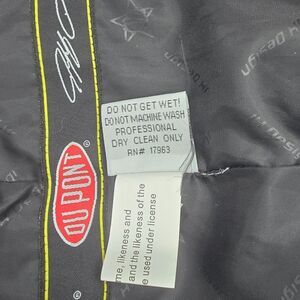 DO NOT GET WET!
DO NOT MACHINE WASH
PROFESSIONAL
DRY CLEAN ONLY
RN# 17963
DU PONT®
me, likeness and
and the likeness of the
e used under license